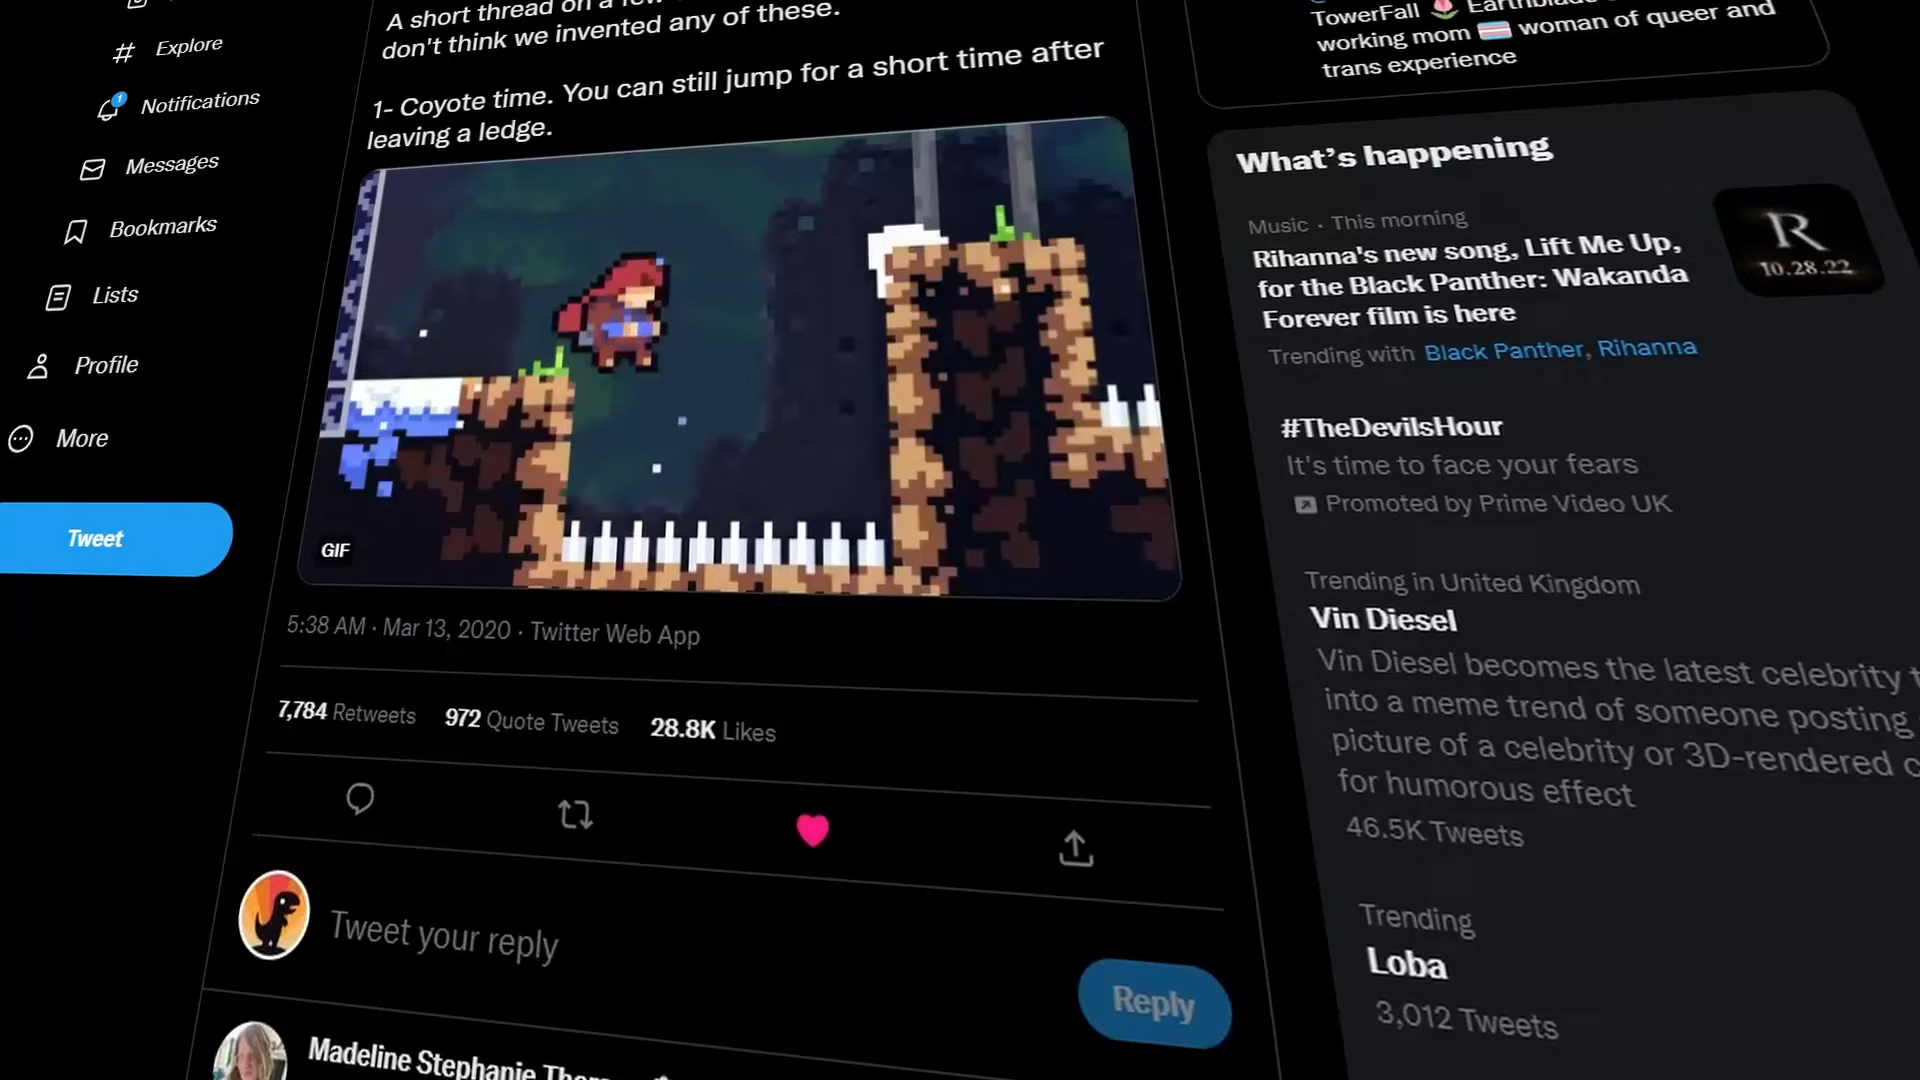 Explore
Notifications
1
Messages
Bookmarks
Lists
Profile
More
Tweet
A short thread on a few
don't think we invented any of these.
1- Coyote time. You can still jump for a short time after
leaving a ledge.
GIF
5:38 AM · Mar 13, 2020 · Twitter Web App
7,784 Retweets 972 Quote Tweets 28.8K Likes
Tweet your reply
Reply
Madeline Stephanie
TowerFall
working mom woman of queer and
trans experience
What's happening
Music · This morning
Rihanna's new song, Lift Me Up,
for the Black Panther: Wakanda
Forever film is here
Trending with Black Panther, Rihanna
R
10.28.22
#TheDevilsHour
It's time to face your fears
Promoted by Prime Video UK
Trending in United Kingdom
Vin Diesel
Vin Diesel becomes the latest celebrity
into a meme trend of someone posting
picture of a celebrity or 3D-rendered
for humorous effect
46.5K Tweets
Trending
Loba
3,012 Tweets